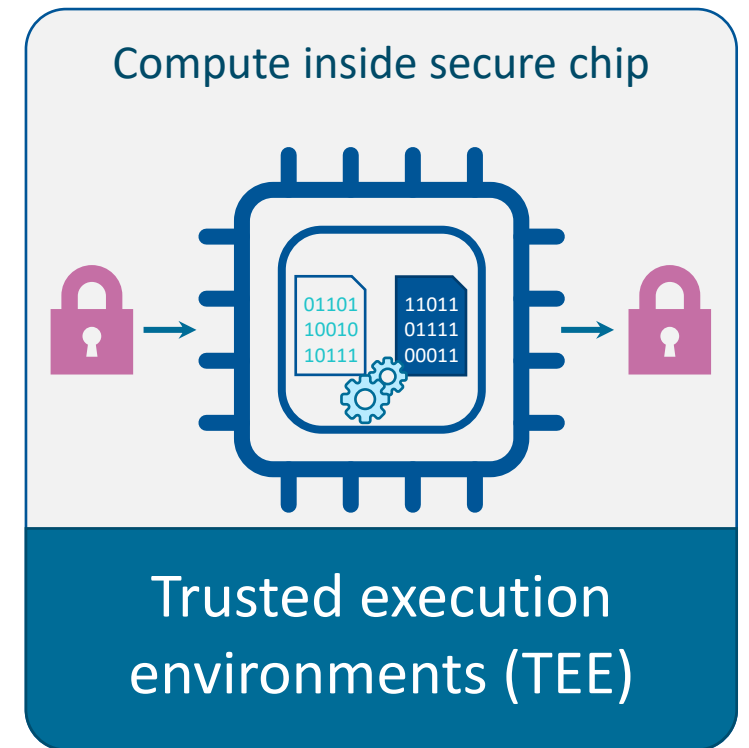 Compute inside secure chip
01101
10010
10111
11011
01111
00011
Trusted execution
environments (TEE)